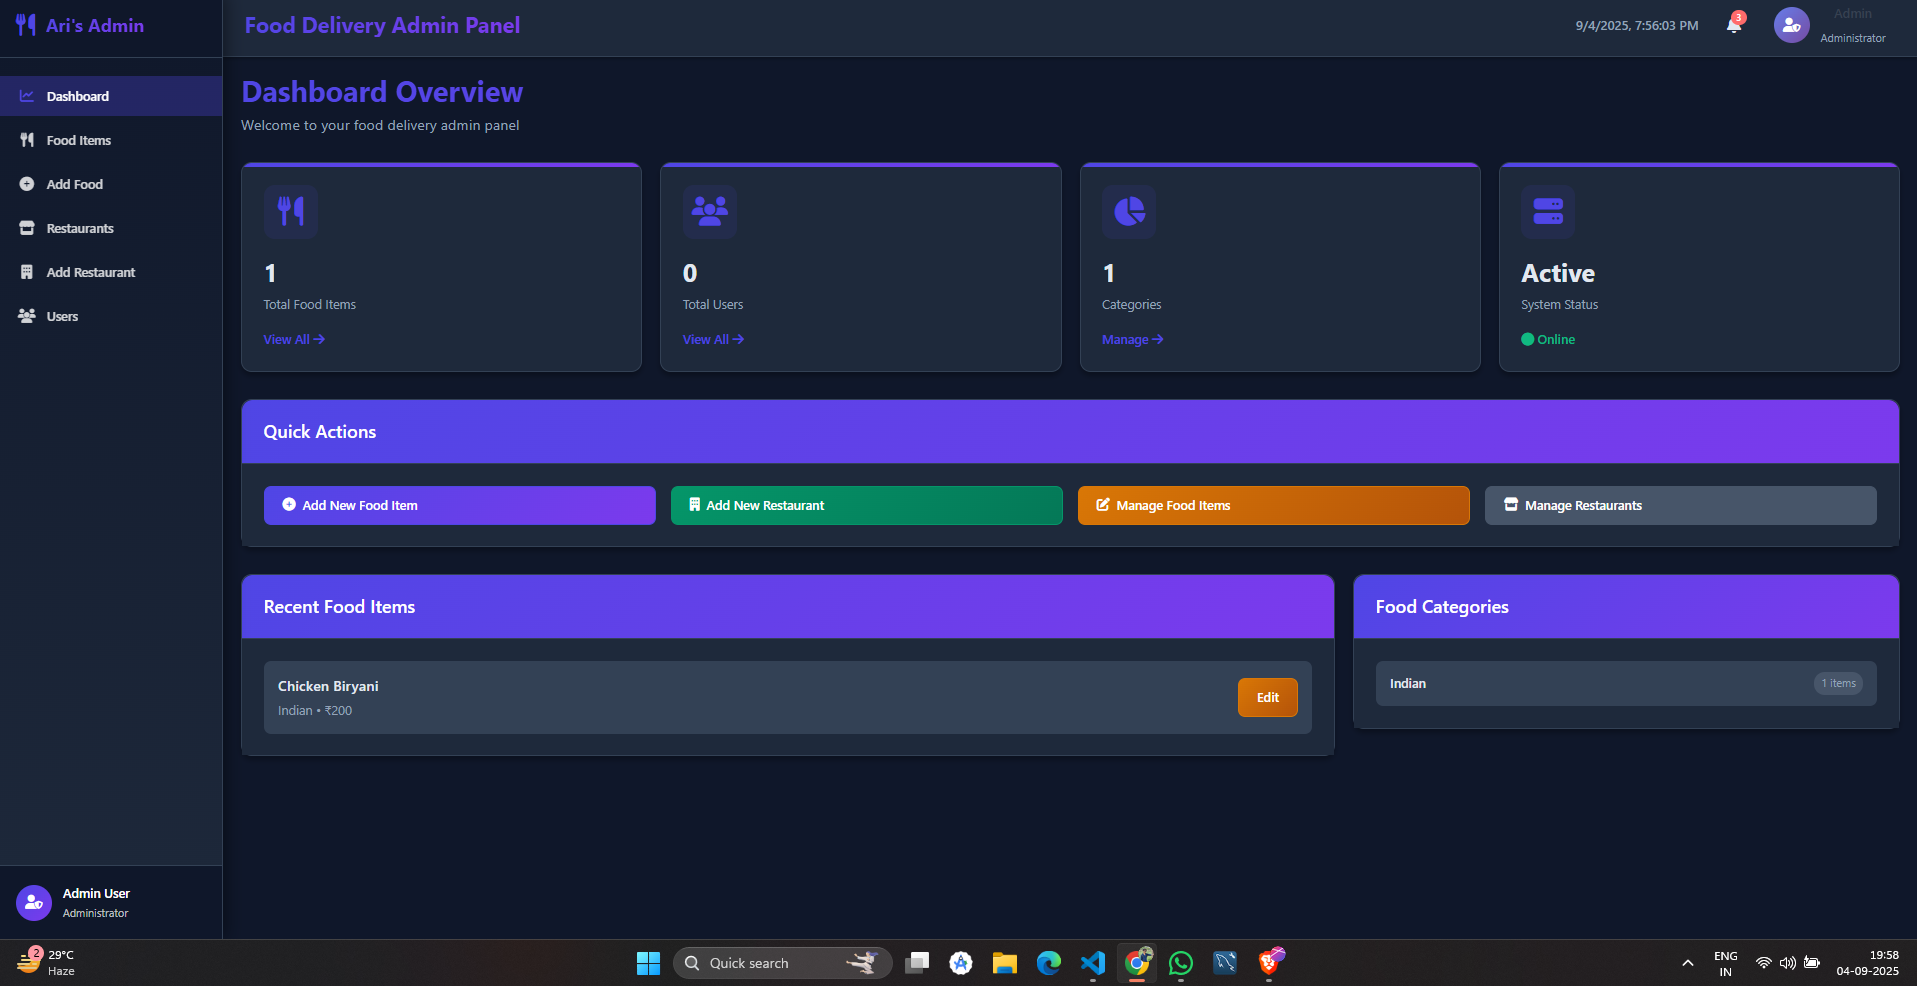 Ari's Admin
Food Delivery Admin Panel
9/4/2025, 7:56:03 PM
3
Admin
Administrator
Dashboard
Food Items
Add Food
Restaurants
Add Restaurant
Users
Dashboard Overview
Welcome to your food delivery admin panel
1
Total Food Items
View All →
0
Total Users
View All →
1
Categories
Manage →
Active
System Status
Online
Quick Actions
Add New Food Item
Add New Restaurant
Manage Food Items
Manage Restaurants
Recent Food Items
Chicken Biryani
Indian • ₹200
Edit
Food Categories
Indian
1 items
Admin User
Administrator
2
29°C
Haze
Quick search
ENG
IN
19:58
04-09-2025